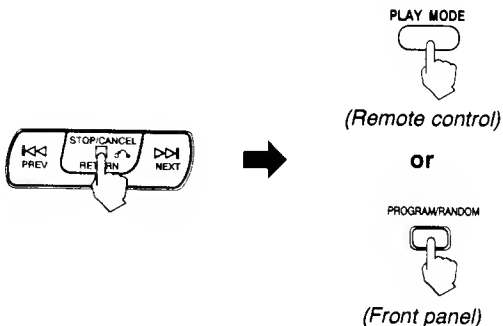 PLAY MODE
(Remote control)
STOP/CANCEL
PREV
RETURN
NEXT
or
PROGRAM/RANDOM
(Front panel)